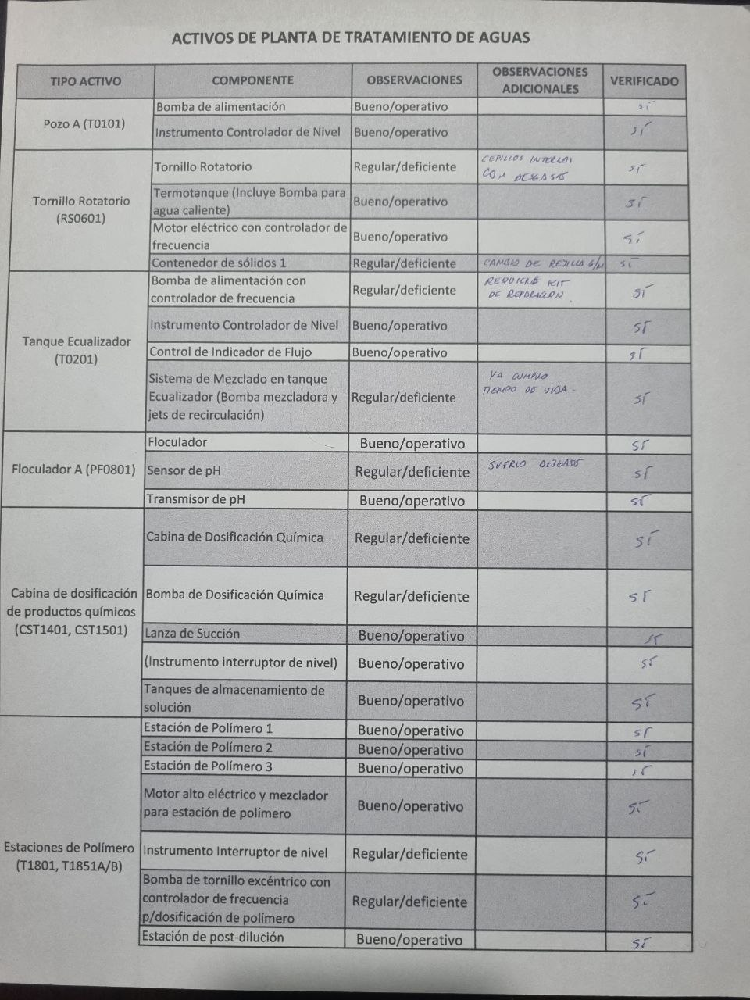 ACTIVOS DE PLANTA DE TRATAMIENTO DE AGUAS
TIPO ACTIVO COMPONENTE OBSERVACIONES OBSERVACIONES ADICIONALES VERIFICADO
Pozo A (T0101)
Bomba de alimentación Bueno/operativo sí
Instrumento Controlador de Nivel Bueno/operativo sí
Tornillo Rotatorio
(RS0601)
Tornillo Rotatorio Regular/deficiente CEPILLOS INTERNOS
CON DESGASTE sí
Termotanque (Incluye Bomba para
agua caliente) Bueno/operativo sí
Motor eléctrico con controlador de
frecuencia Bueno/operativo sí
Contenedor de sólidos 1 Regular/deficiente CAMBIO DE REJILLA sí
Tanque Ecualizador
(T0201)
Bomba de alimentación con
controlador de frecuencia Regular/deficiente REQUIERE KIT
DE REPARACION. sí
Instrumento Controlador de Nivel Bueno/operativo sí
Control de Indicador de Flujo Bueno/operativo sí
Sistema de Mezclado en tanque
Ecualizador (Bomba mezcladora y
jets de recirculación) Regular/deficiente YA CUMPLIO
TIEMPO DE VIDA - sí
Floculador A (PF0801)
Floculador Bueno/operativo sí
Sensor de pH Regular/deficiente SUFRIO DESGASTE sí
Transmisor de pH Bueno/operativo sí
Cabina de dosificación
de productos químicos
(CST1401, CST1501)
Cabina de Dosificación Química Regular/deficiente sí
Bomba de Dosificación Química Regular/deficiente sí
Lanza de Succión Bueno/operativo sí
(Instrumento interruptor de nivel) Bueno/operativo sí
Tanques de almacenamiento de
solución Bueno/operativo sí
Estaciones de Polímero
(T1801, T1851A/B)
Estación de Polímero 1 Bueno/operativo sí
Estación de Polímero 2 Bueno/operativo sí
Estación de Polímero 3 Bueno/operativo sí
Motor alto eléctrico y mezclador
para estación de polímero Bueno/operativo sí
Instrumento Interruptor de nivel Regular/deficiente sí
Bomba de tornillo excéntrico con
controlador de frecuencia
p/dosificación de polímero Regular/deficiente sí
Estación de post-dilución Bueno/operativo sí